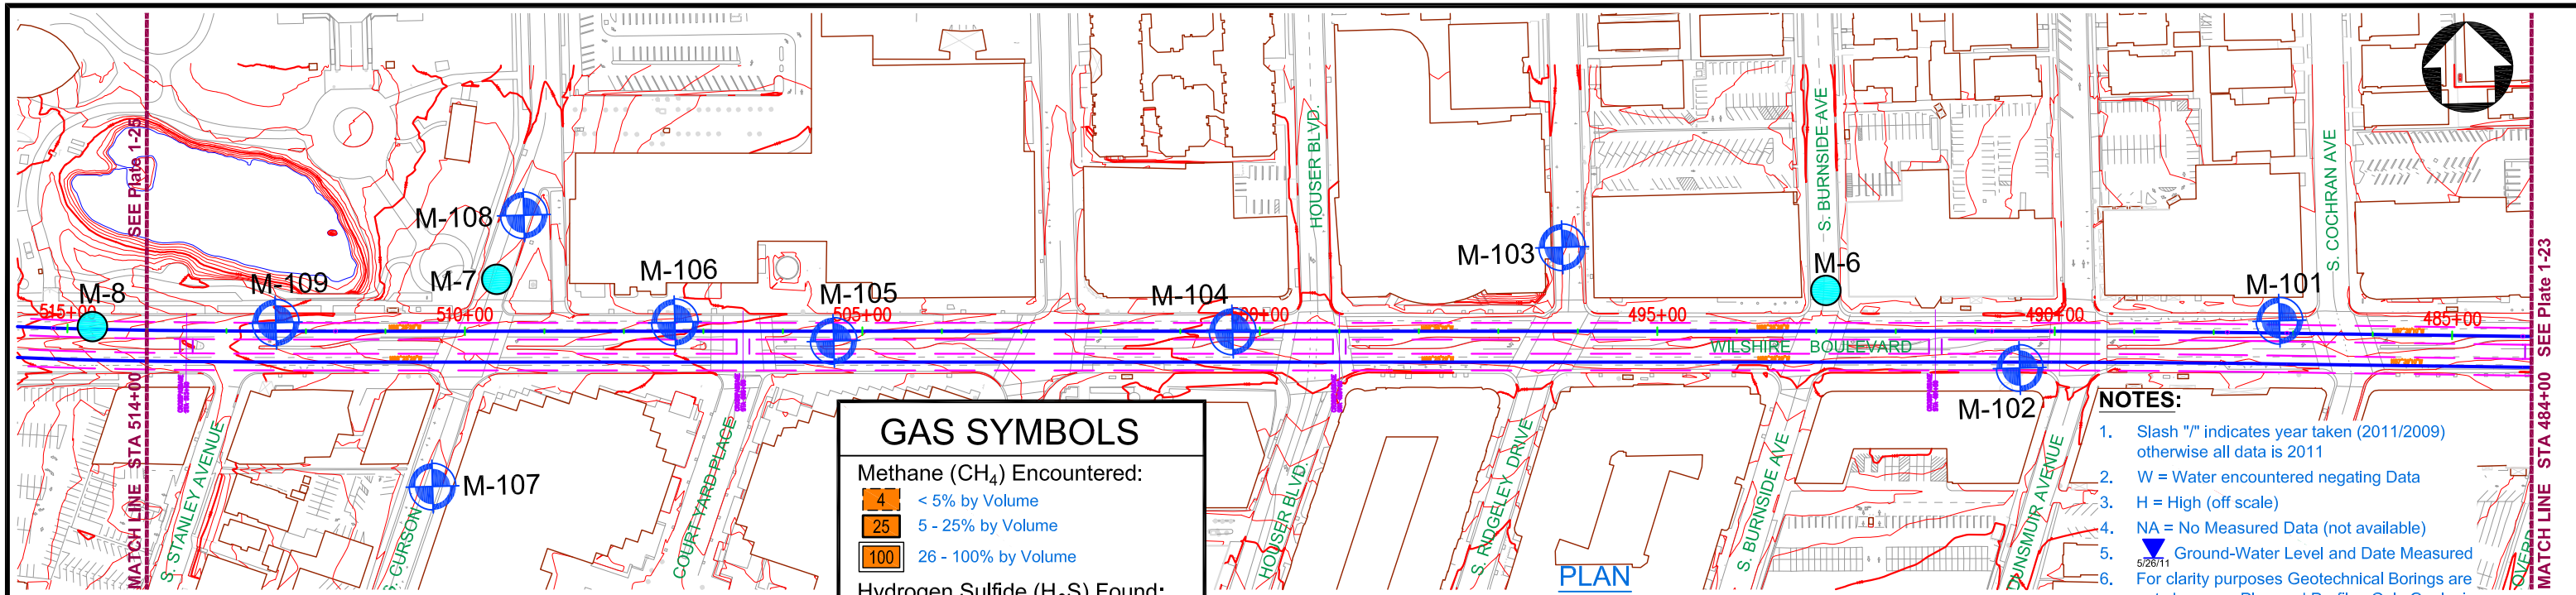 SEE Plate 1-25
MATCH LINE STA 514+00
M-8
M-109
M-108
M-7
M-106
M-105
M-104
M-103
M-6
M-101
M-102
M-107
515+00
510+00
505+00
495+00
490+00
485+00
HOUSER BLVD.
S. BURNSIDE AVE
S. COCHRAN AVE
WILSHIRE BOULEVARD
S. STANLEY AVENUE
S. CURSON
COURTYARD PLACE
HOUSER BLVD.
S. RIDGELEY DRIVE
S. BURNSIDE AVE
DUNSMUIR AVENUE
MATCH LINE STA 484+00 SEE Plate 1-23
GAS SYMBOLS
Methane (CH₄) Encountered:
4 < 5% by Volume
25 5 - 25% by Volume
100 26 - 100% by Volume
Hydrogen Sulfide (H₂S) Found:
PLAN
NOTES:
1. Slash "/" indicates year taken (2011/2009)
otherwise all data is 2011
2. W = Water encountered negating Data
3. H = High (off scale)
4. NA = No Measured Data (not available)
5. Ground-Water Level and Date Measured
5/26/11
6. For clarity purposes Geotechnical Borings are